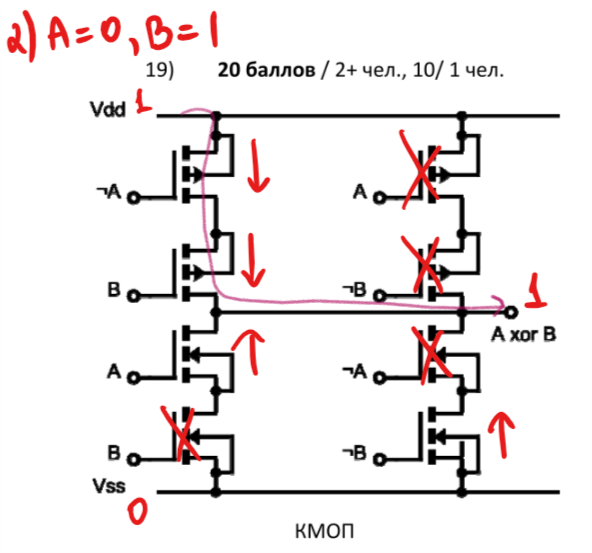 2) A=0, B=1
19) 20 баллов / 2+ чел., 10/ 1 чел.
Vdd 1
¬A A
B ¬B
1
A xor B
A ¬A
B ¬B
Vss
0
КМОП